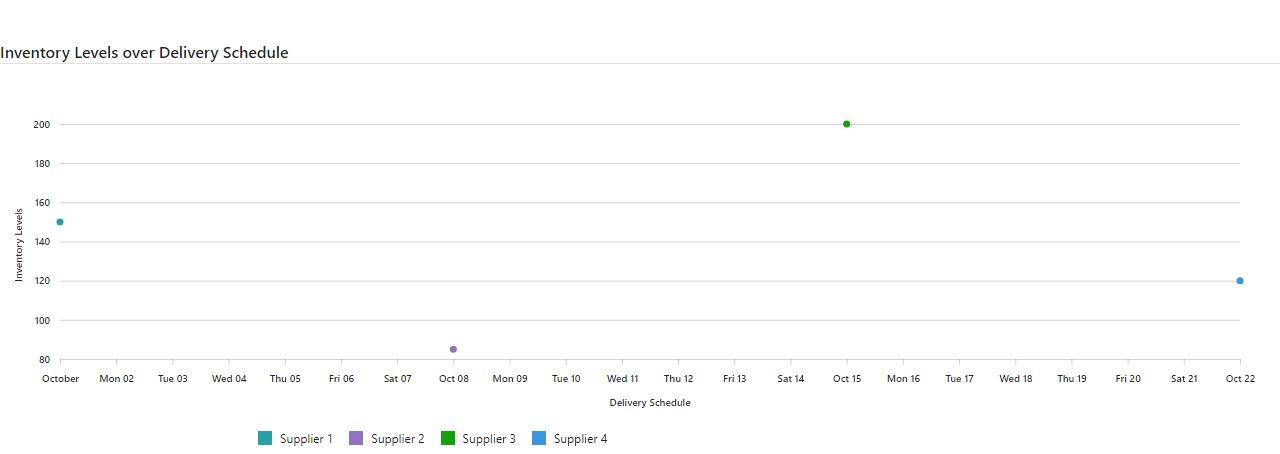 Inventory Levels over Delivery Schedule
200
180
160
140
120
100
80
Inventory Levels
October Mon 02 Tue 03 Wed 04 Thu 05 Fri 06 Sat 07 Oct 08 Mon 09 Tue 10 Wed 11 Thu 12 Fri 13 Sat 14 Oct 15 Mon 16 Tue 17 Wed 18 Thu 19 Fri 20 Sat 21 Oct 22
Delivery Schedule
Supplier 1 Supplier 2 Supplier 3 Supplier 4